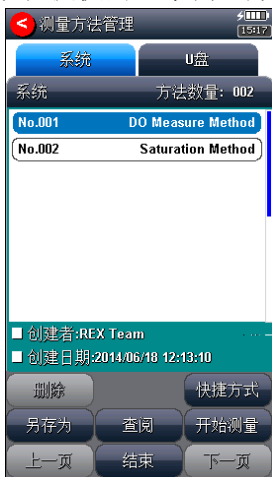 测量方法管理 15:17
系统 U盘
系统 方法数量: 002
No.001 DO Measure Method
No.002 Saturation Method
创建者:REX Team
创建日期:2014/06/18 12:13:10
删除 快捷方式
另存为 查阅 开始测量
上一页 结束 下一页